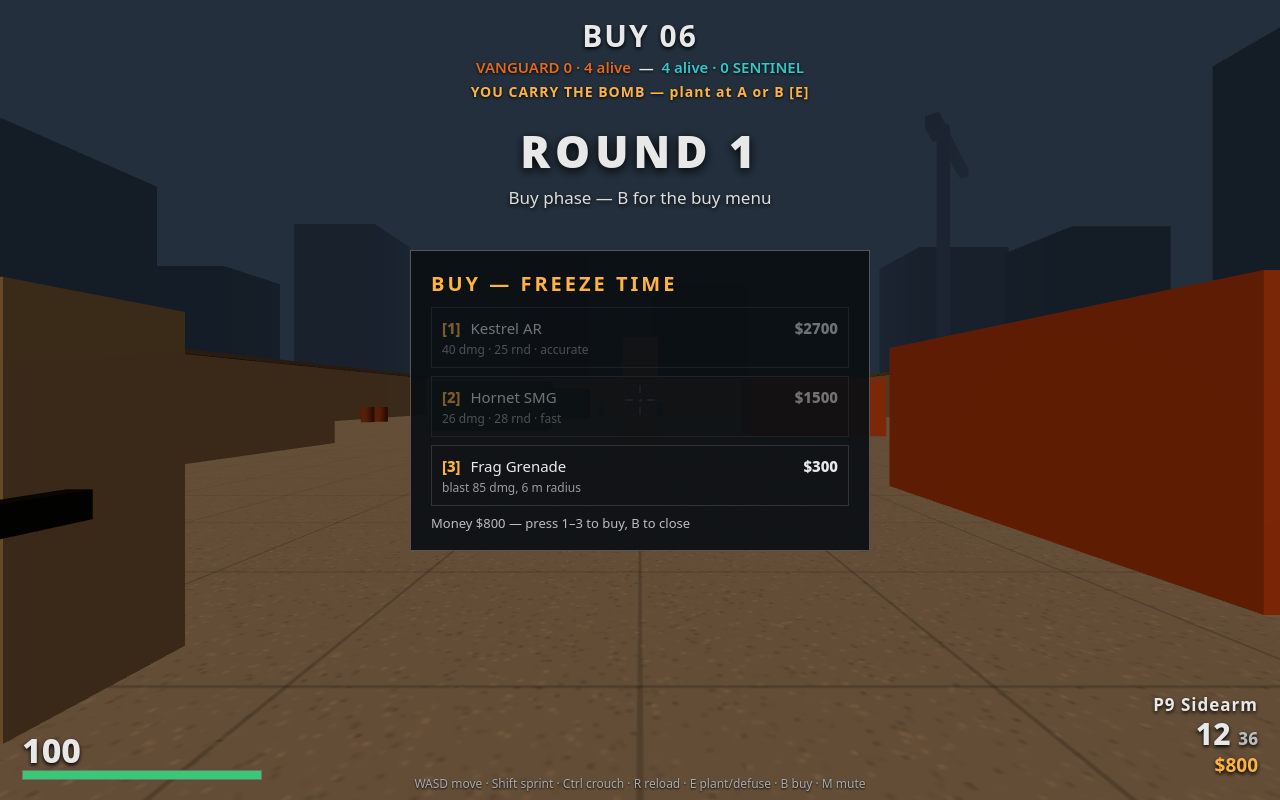 BUY 06
VANGUARD 0 · 4 alive — 4 alive · 0 SENTINEL
YOU CARRY THE BOMB — plant at A or B [E]
ROUND 1
Buy phase — B for the buy menu
BUY — FREEZE TIME
[1] Kestrel AR $2700
40 dmg · 25 rnd · accurate
[2] Hornet SMG $1500
26 dmg · 28 rnd · fast
[3] Frag Grenade $300
blast 85 dmg, 6 m radius
Money $800 — press 1–3 to buy, B to close
P9 Sidearm
12 36
$800
100
WASD move · Shift sprint · Ctrl crouch · R reload · E plant/defuse · B buy · M mute